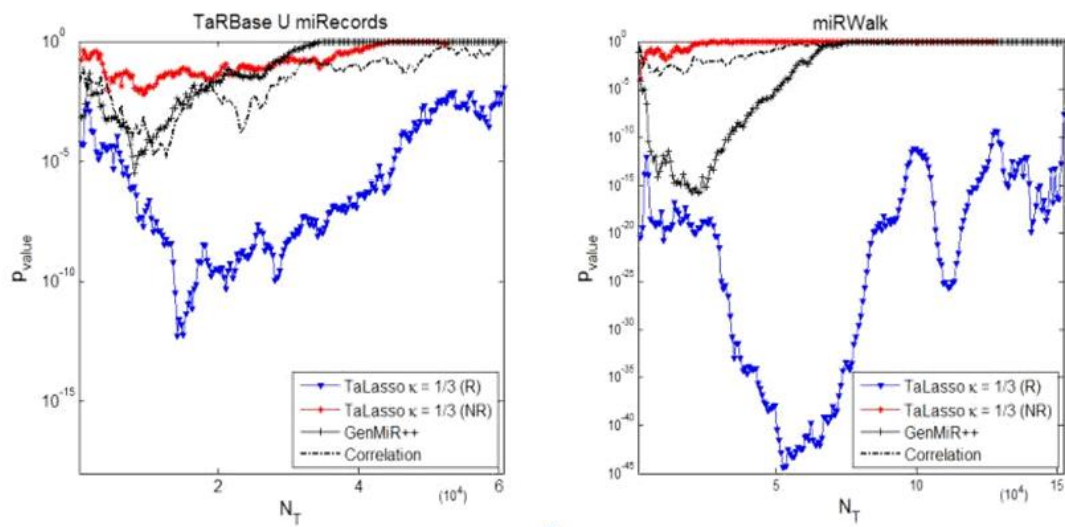 TaRBase U miRecords
10^0
10^-5
10^-10
10^-15
p_value
2
4
6
(10^4)
N_T
TaLasso κ = 1/3 (R)
TaLasso κ = 1/3 (NR)
GenMiR++
Correlation
miRWalk
10^0
10^-5
10^-10
10^-15
10^-20
10^-25
10^-30
10^-35
10^-40
10^-45
p_value
5
10
15
(10^4)
N_T
TaLasso κ = 1/3 (R)
TaLasso κ = 1/3 (NR)
GenMiR++
Correlation